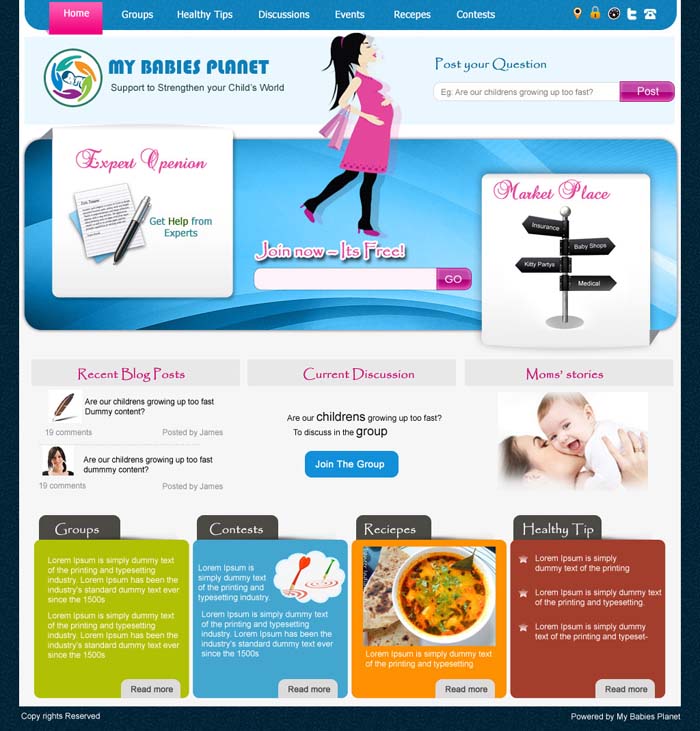 Home
Groups
Healthy Tips
Discussions
Events
Recepes
Contests
MY BABIES PLANET
Support to Strengthen your Child's World
Post your Question
Eg. Are our childrens growing up too fast?
Post
Expert Openion
Get Help from
Experts
Join now – Its Free!
GO
Market Place
Insurance
Baby Shops
Kitty Partys
Medical
Recent Blog Posts
Are our childrens growing up too fast
Dummy content?
19 comments
Posted by James
Are our childrens growing up too fast
dummmy content?
19 comments
Posted by James
Current Discussion
Are our childrens growing up too fast?
To discuss in the group
Join The Group
Moms' stories
Groups
Lorem Ipsum is simply dummy text
of the printing and typesetting
industry. Lorem Ipsum has been the
industry's standard dummy text ever
since the 1500s
Lorem Ipsum is simply dummy text
of the printing and typesetting
industry. Lorem Ipsum has been the
industry's standard dummy text ever
since the 1500s
Read more
Contests
Lorem Ipsum is
simply dummy text
of the printing and
typesetting industry.
Lorem Ipsum is simply dummy text
of the printing and typesetting
industry. Lorem Ipsum has been the
industry's standard dummy text ever
since the 1500s
Read more
Reciepes
Lorem Ipsum is simply dummy text
of the printing and typesetting
Read more
Healthy Tip
Lorem Ipsum is simply
dummy text of the printing
Lorem Ipsum is simply dummy text
of the printing and typesetting.
Lorem Ipsum is simply dummy
text of the printing and typeset-
Read more
Copy rights Reserved
Powered by My Babies Planet